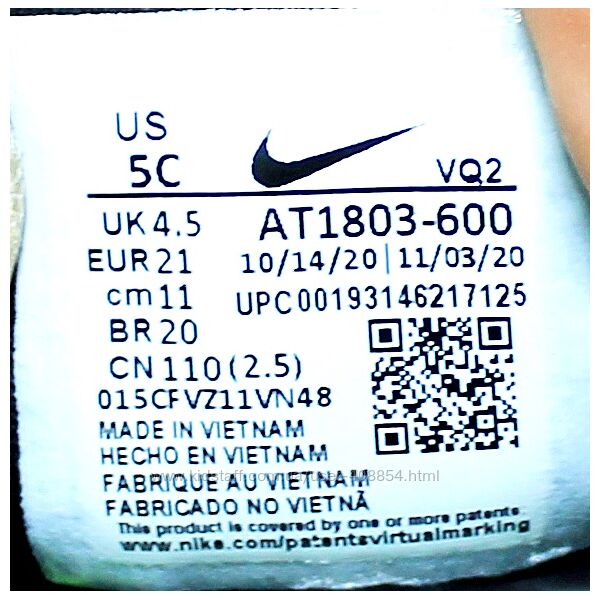 US
5C
VQ2
UK 4.5
AT1803-600
EUR 21
10/14/20 | 11/03/20
cm 11
UPC00193146217125
BR 20
CN 110 (2.5)
015CFVZ11VN48
MADE IN VIETNAM
HECHO EN VIETNAM
FABRIQUE AU VIETNAM
FABRICADO NO VIETNÃ
This product is covered by one or more patents
www.nike.com/patentsvirtualmarking